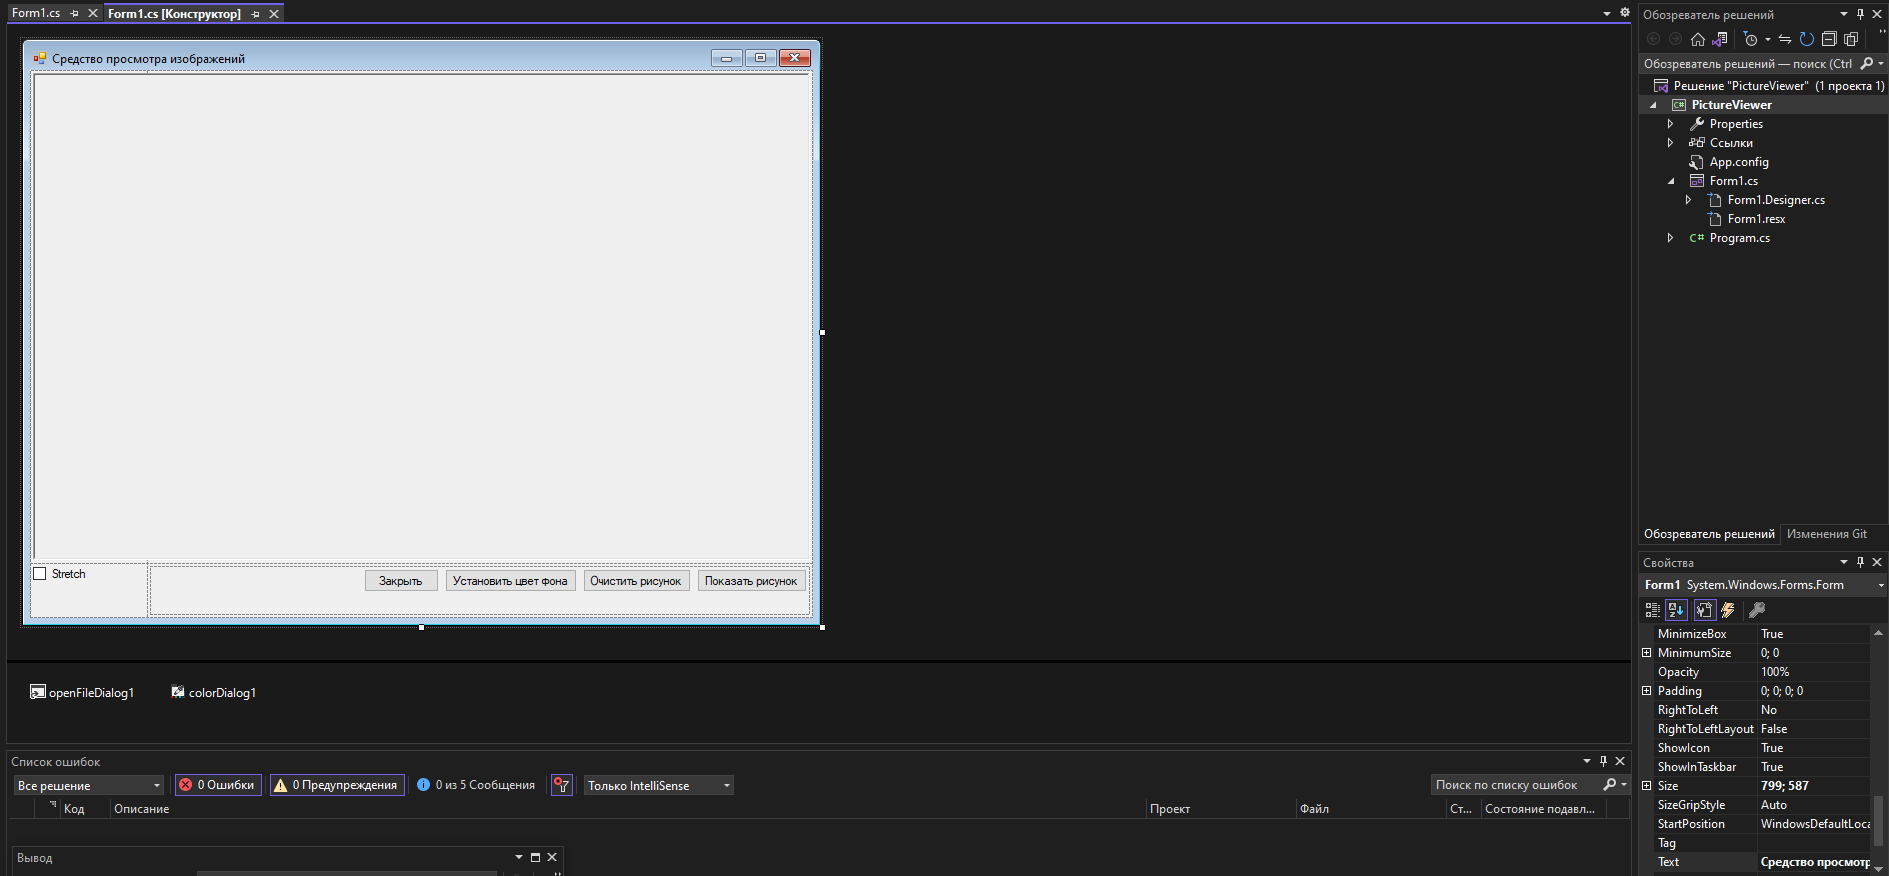 Form1.cs
Form1.cs [Конструктор]
Средство просмотра изображений
Stretch
Закрыть
Установить цвет фона
Очистить рисунок
Показать рисунок
openFileDialog1
colorDialog1
Список ошибок
Все решение
0 Ошибки
0 Предупреждения
0 из 5 Сообщения
Только IntelliSense
Поиск по списку ошибок
Код
Описание
Проект
Файл
Ст...
Состояние подавл...
Вывод
Обозреватель решений
Обозреватель решений — поиск (Ctrl
Решение "PictureViewer" (1 проекта 1)
PictureViewer
Properties
Ссылки
App.config
Form1.cs
Form1.Designer.cs
Form1.resx
C# Program.cs
Обозреватель решений
Изменения Git
Свойства
Form1 System.Windows.Forms.Form
MinimizeBox True
MinimumSize 0; 0
Opacity 100%
Padding 0; 0; 0; 0
RightToLeft No
RightToLeftLayout False
ShowIcon True
ShowInTaskbar True
Size 799; 587
SizeGripStyle Auto
StartPosition WindowsDefaultLoca
Tag
Text Средство просмотр